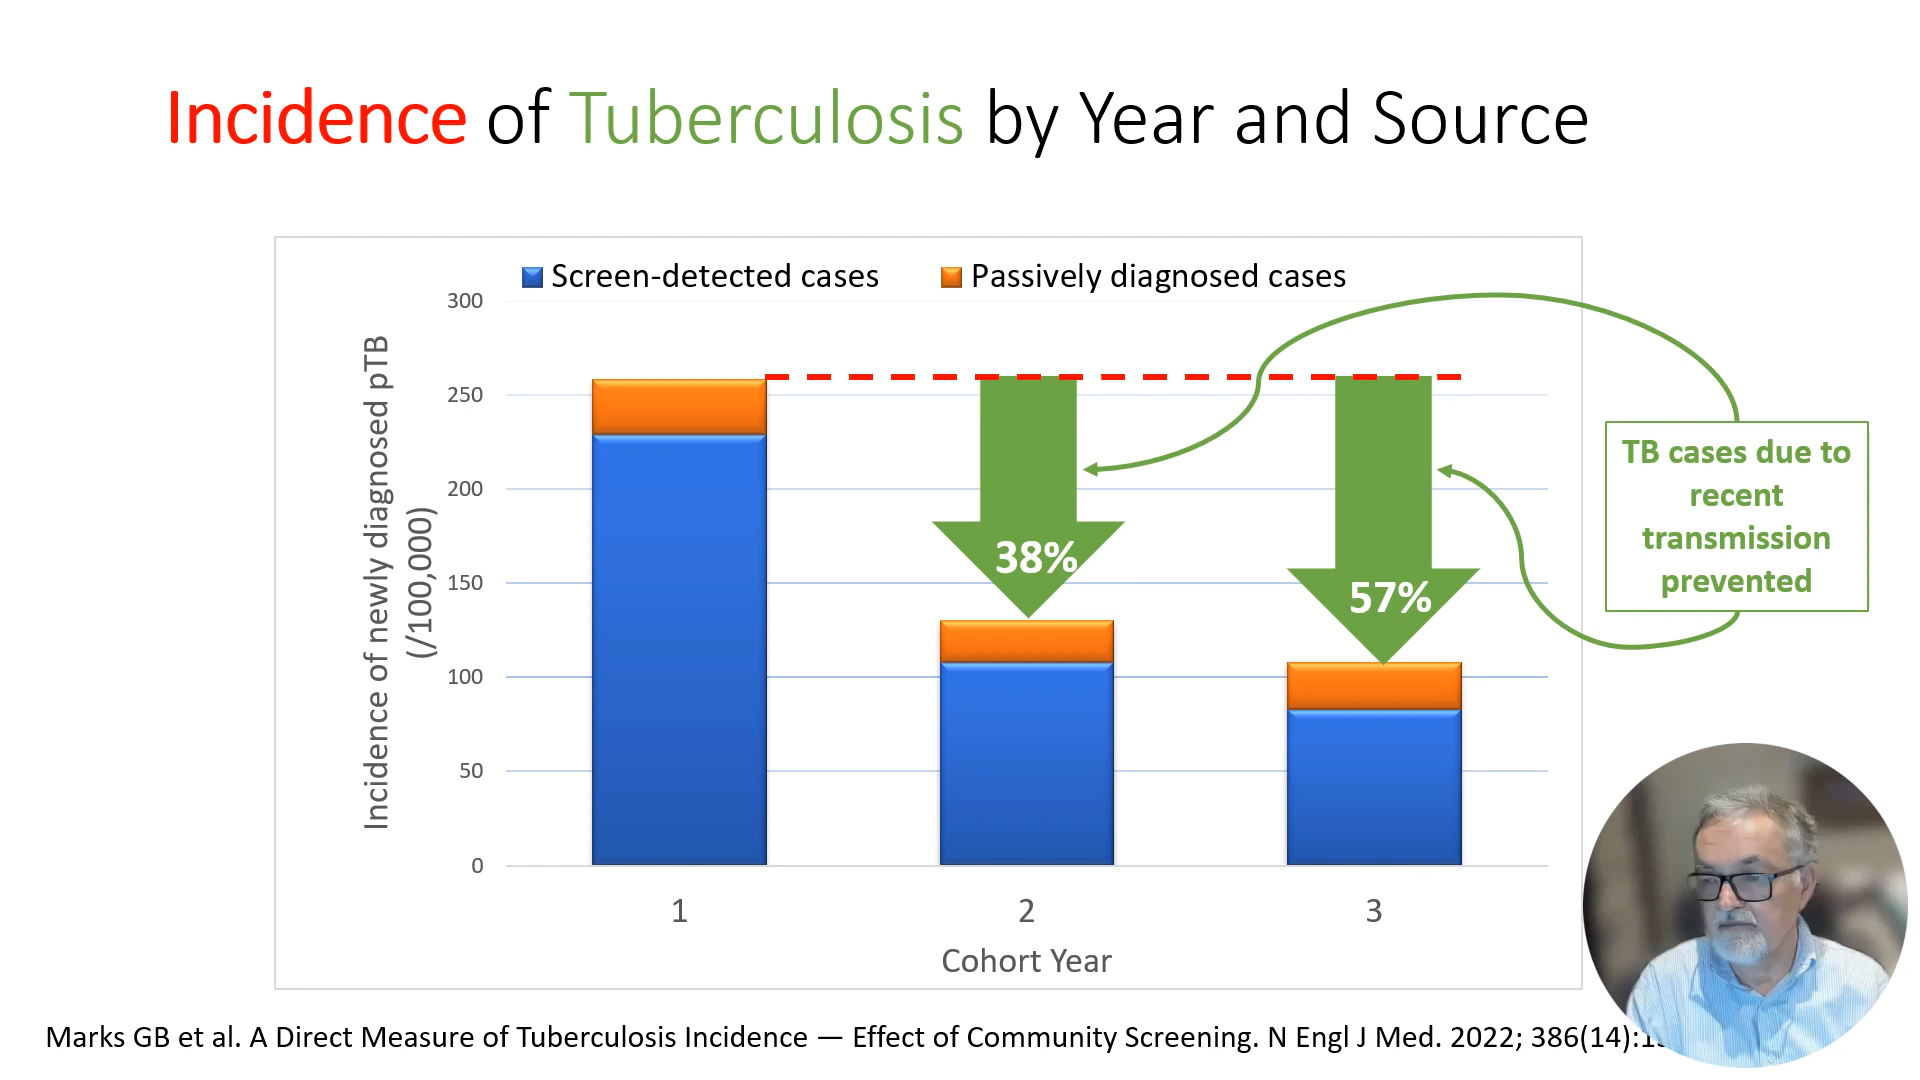 Incidence of Tuberculosis by Year and Source
Screen-detected cases
Passively diagnosed cases
300
250
200
150
100
50
0
Incidence of newly diagnosed pTB
(/100,000)
38%
57%
TB cases due to
recent
transmission
prevented
1
2
3
Cohort Year
Marks GB et al. A Direct Measure of Tuberculosis Incidence — Effect of Community Screening. N Engl J Med. 2022; 386(14):